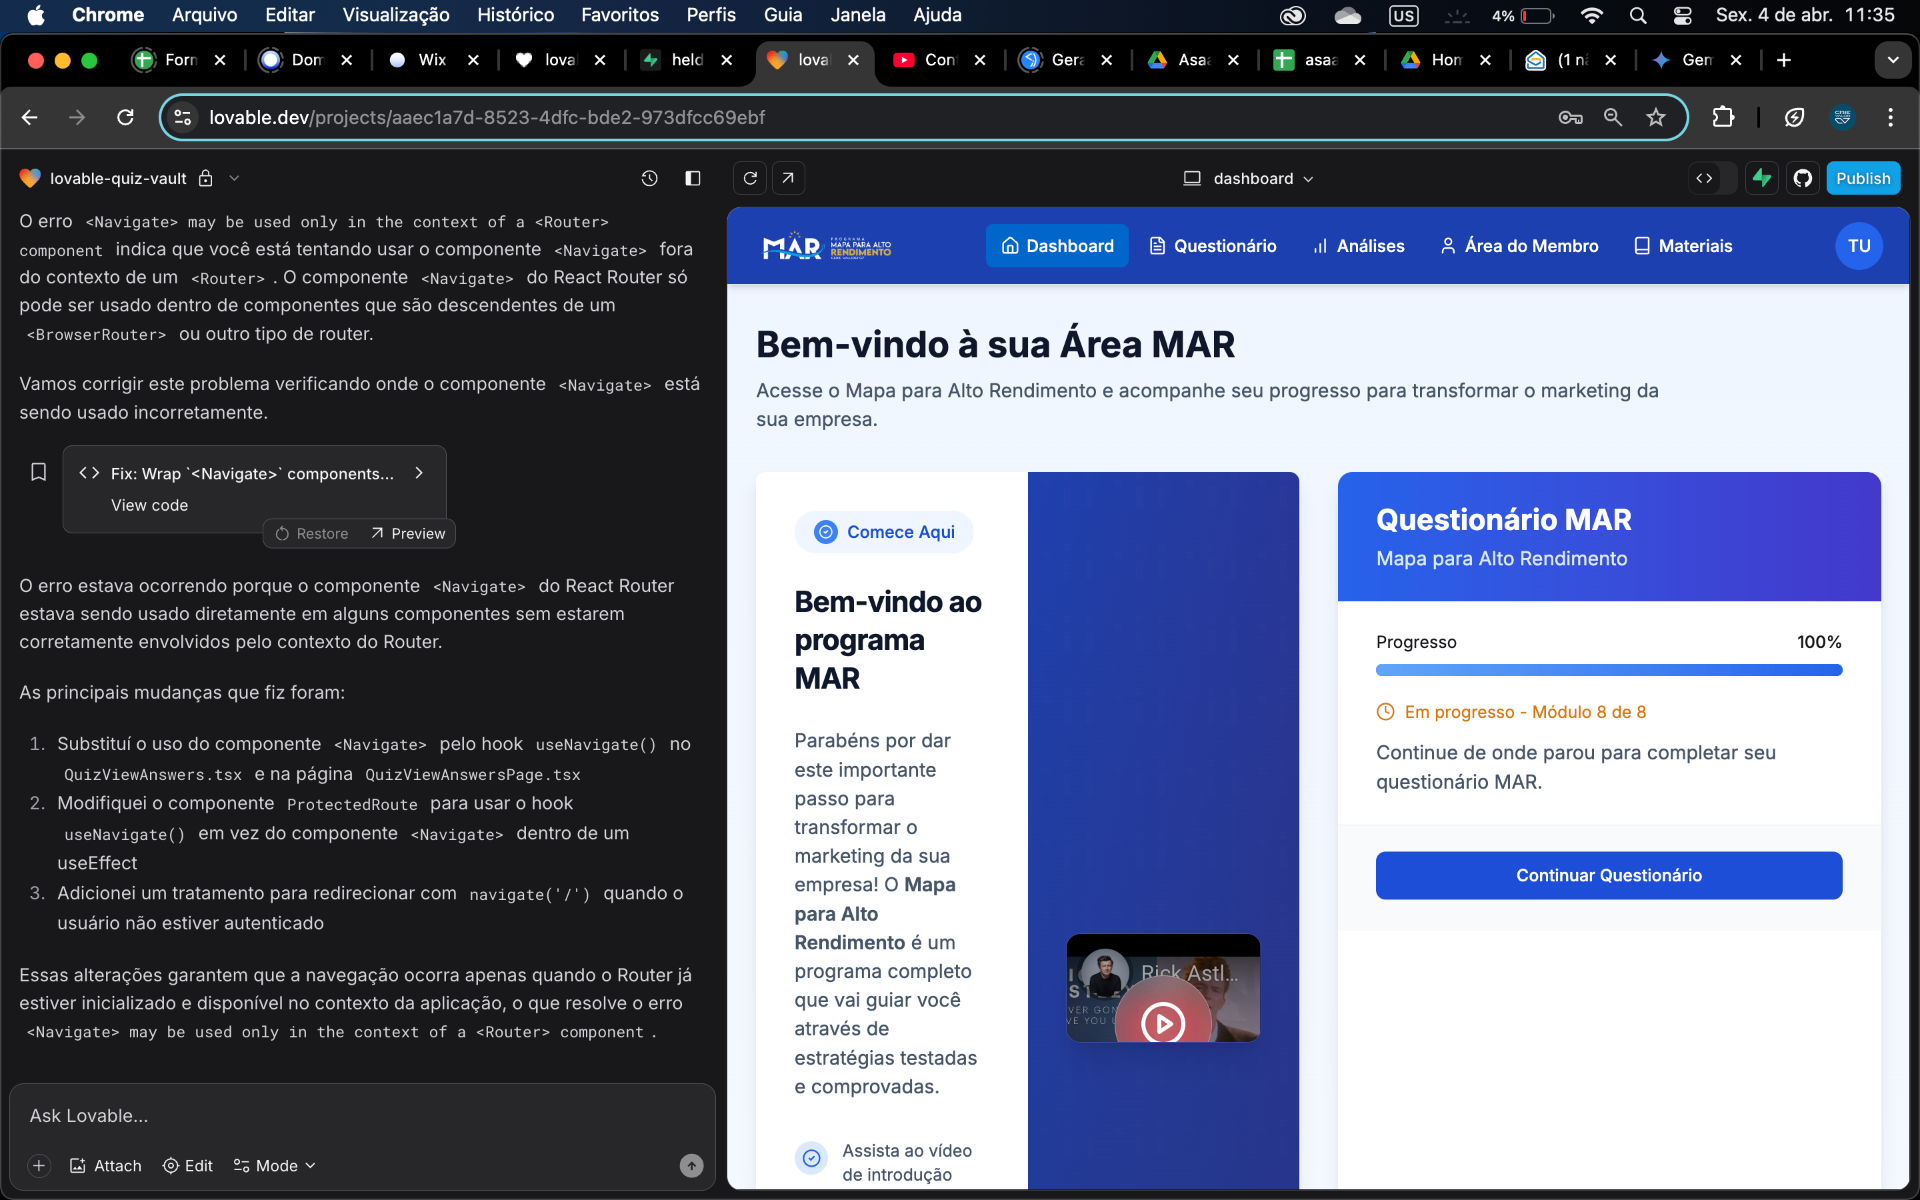 Chrome Arquivo Editar Visualização Histórico Favoritos Perfis Guia Janela Ajuda US 4% Sex. 4 de abr. 11:35
Forn Dom Wix loval held loval Con Gera Asaa asaa Hom (1 n Gem
lovable.dev/projects/aaec1a7d-8523-4dfc-bde2-973dfcc69ebf
lovable-quiz-vault
dashboard
Publish
O erro <Navigate> may be used only in the context of a <Router>
component indica que você está tentando usar o componente <Navigate> fora
do contexto de um <Router> . O componente <Navigate> do React Router só
pode ser usado dentro de componentes que são descendentes de um
<BrowserRouter> ou outro tipo de router.
Vamos corrigir este problema verificando onde o componente <Navigate> está
sendo usado incorretamente.
Fix: Wrap `<Navigate>` components...
View code
Restore Preview
O erro estava ocorrendo porque o componente <Navigate> do React Router
estava sendo usado diretamente em alguns componentes sem estarem
corretamente envolvidos pelo contexto do Router.
As principais mudanças que fiz foram:
1. Substituí o uso do componente <Navigate> pelo hook useNavigate() no
QuizViewAnswers.tsx e na página QuizViewAnswersPage.tsx
2. Modifiquei o componente ProtectedRoute para usar o hook
useNavigate() em vez do componente <Navigate> dentro de um
useEffect
3. Adicionei um tratamento para redirecionar com navigate('/') quando o
usuário não estiver autenticado
Essas alterações garantem que a navegação ocorra apenas quando o Router já
estiver inicializado e disponível no contexto da aplicação, o que resolve o erro
<Navigate> may be used only in the context of a <Router> component .
Ask Lovable...
Attach Edit Mode
MAR PROGRAMA
MAPA PARA ALTO
RENDIMENTO
Dashboard Questionário Análises Área do Membro Materiais TU
Bem-vindo à sua Área MAR
Acesse o Mapa para Alto Rendimento e acompanhe seu progresso para transformar o marketing da
sua empresa.
Comece Aqui
Bem-vindo ao
programa
MAR
Parabéns por dar
este importante
passo para
transformar o
marketing da sua
empresa! O Mapa
para Alto
Rendimento é um
programa completo
que vai guiar você
através de
estratégias testadas
e comprovadas.
Assista ao vídeo
de introdução
Rick Astl...
Questionário MAR
Mapa para Alto Rendimento
Progresso 100%
Em progresso - Módulo 8 de 8
Continue de onde parou para completar seu
questionário MAR.
Continuar Questionário